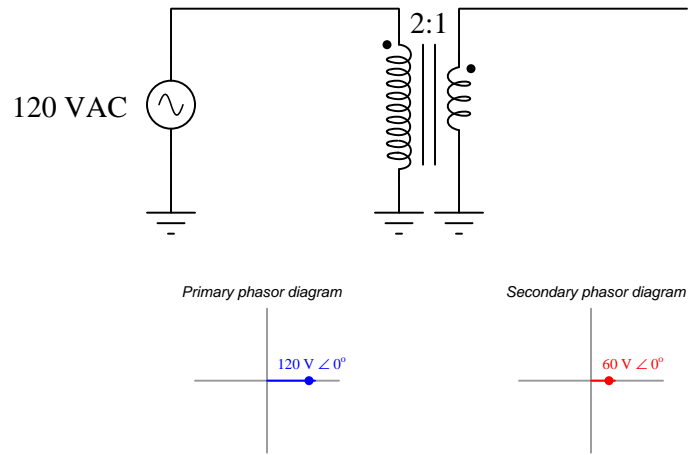 2:1
120 VAC
Primary phasor diagram
Secondary phasor diagram
120 V ∠ 0°
60 V ∠ 0°